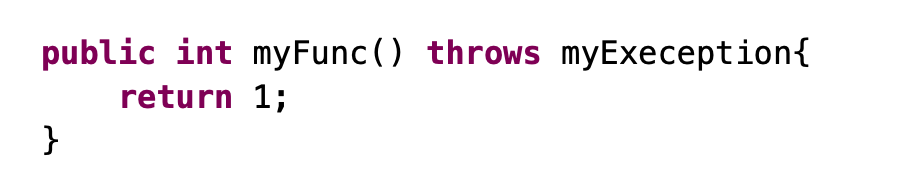 public int myFunc() throws myExeception{
    return 1;
}